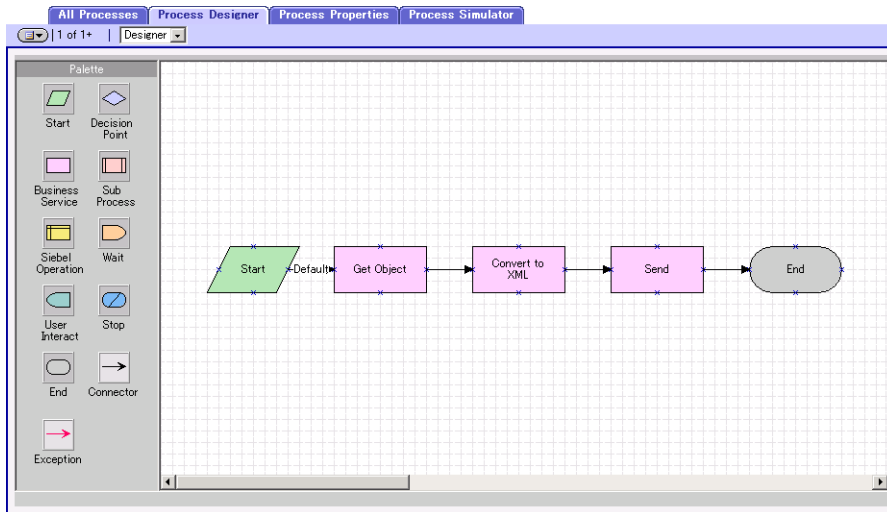 All Processes Process Designer Process Properties Process Simulator
1 of 1+ Designer
Palette
Start Decision
Point
Business Sub
Service Process
Siebel Wait
Operation
User Stop
Interact
End Connector
Exception
Start Default Get Object Convert to
XML Send End